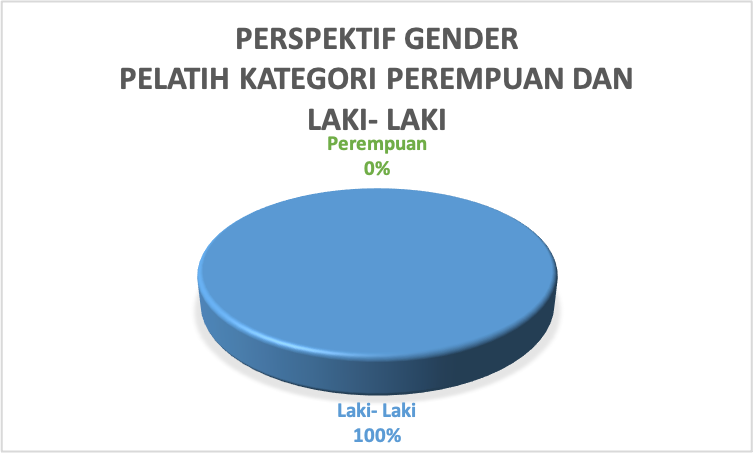 PERSPEKTIF GENDER
PELATIH KATEGORI PEREMPUAN DAN
LAKI- LAKI
Perempuan
0%
Laki- Laki
100%